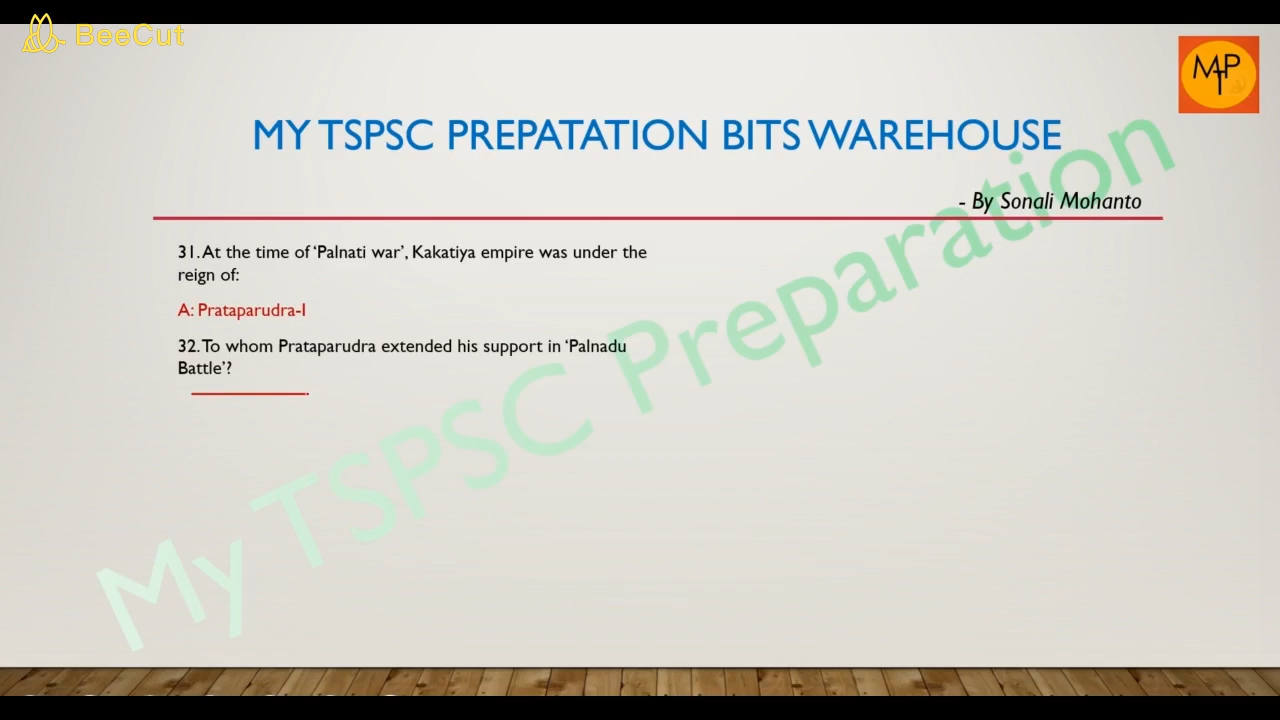 BeeCut
MTP
MY TSPSC PREPATATION BITS WAREHOUSE
- By Sonali Mohanto
31. At the time of ‘Palnati war’, Kakatiya empire was under the
reign of:
A: Prataparudra-I
32. To whom Prataparudra extended his support in ‘Palnadu
Battle’?
My TSPSC Preparation